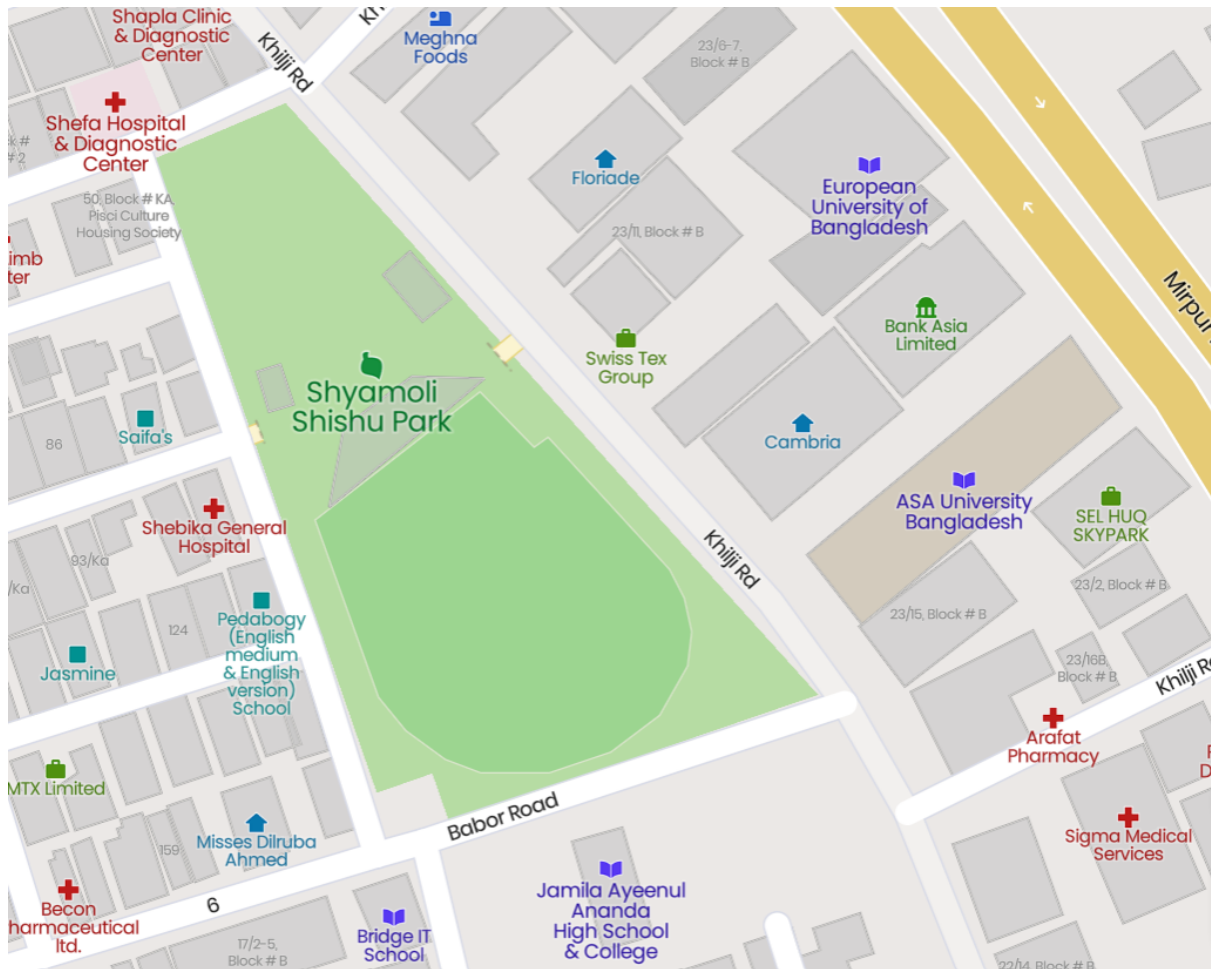 Shapla Clinic
& Diagnostic
Center
Khilji Rd
Meghna
Foods
23/6-7,
Block # B
Shefa Hospital
& Diagnostic
Center
# 2
Floriade
European
University of
Bangladesh
50, Block # KA,
Pisci Culture
Housing Society
23/11, Block # B
Mirpur
Bank Asia
Limited
Swiss Tex
Group
Shyamoli
Shishu Park
Saifa's
86
Cambria
ASA University
Bangladesh
SEL HUQ
SKYPARK
Shebika General
Hospital
93/Ka
Khilji Rd
23/2, Block # B
23/15, Block # B
Pedabogy
(English
medium
& English
version)
School
124
Jasmine
23/16B,
Block # B
Khilji
Arafat
Pharmacy
MTX Limited
Babor Road
Misses Dilruba
Ahmed
159
Sigma Medical
Services
Becon
harmaceutical
ltd.
6
Jamila Ayeenul
Ananda
High School
& College
Bridge IT
School
17/2-5,
Block # B
22/14, Block # B